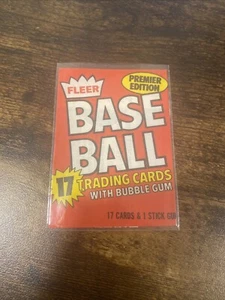 FLEER
PREMIER
EDITION
BASE
BALL
17 TRADING CARDS
WITH BUBBLE GUM
17 CARDS & 1 STICK